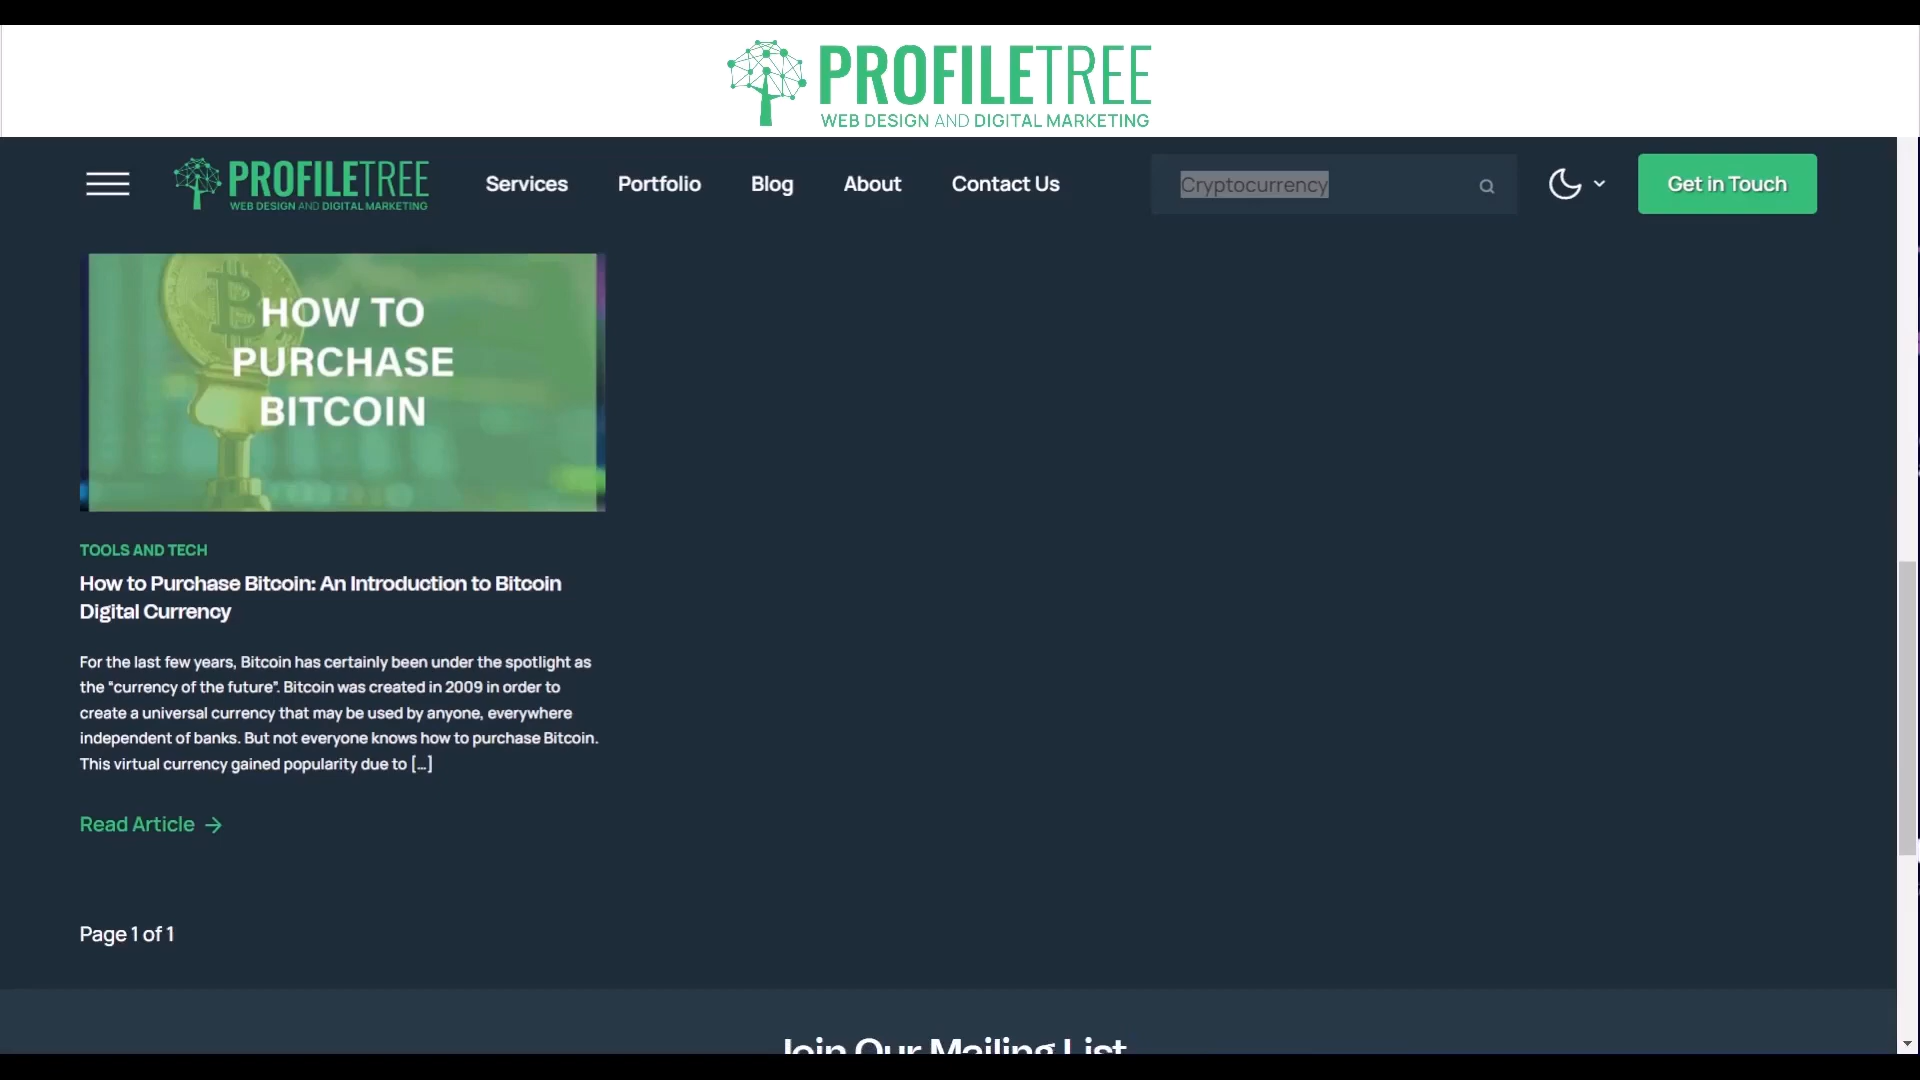 PROFILETREE
WEB DESIGN AND DIGITAL MARKETING
PROFILETREE
WEB DESIGN AND DIGITAL MARKETING
Services
Portfolio
Blog
About
Contact Us
Cryptocurrency
Get in Touch
HOW TO
PURCHASE
BITCOIN
TOOLS AND TECH
How to Purchase Bitcoin: An Introduction to Bitcoin
Digital Currency
For the last few years, Bitcoin has certainly been under the spotlight as
the "currency of the future". Bitcoin was created in 2009 in order to
create a universal currency that may be used by anyone, everywhere
independent of banks. But not everyone knows how to purchase Bitcoin.
This virtual currency gained popularity due to [...]
Read Article →
Page 1 of 1
Join Our Mailing List